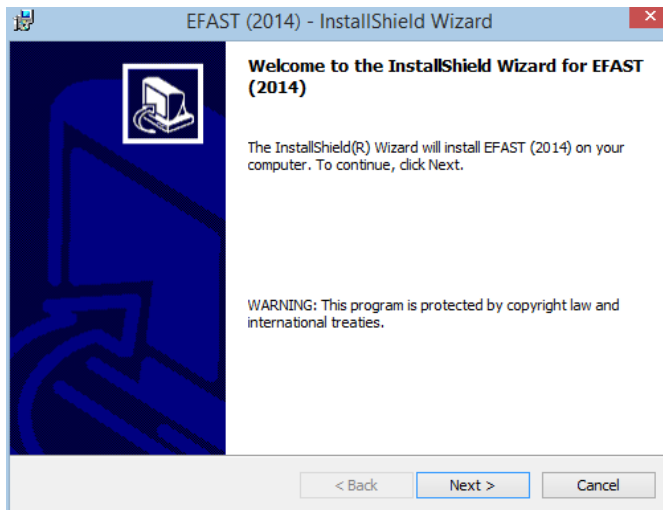 EFAST (2014) - InstallShield Wizard
Welcome to the InstallShield Wizard for EFAST
(2014)
The InstallShield(R) Wizard will install EFAST (2014) on your
computer. To continue, click Next.
WARNING: This program is protected by copyright law and
international treaties.
< Back
Next >
Cancel